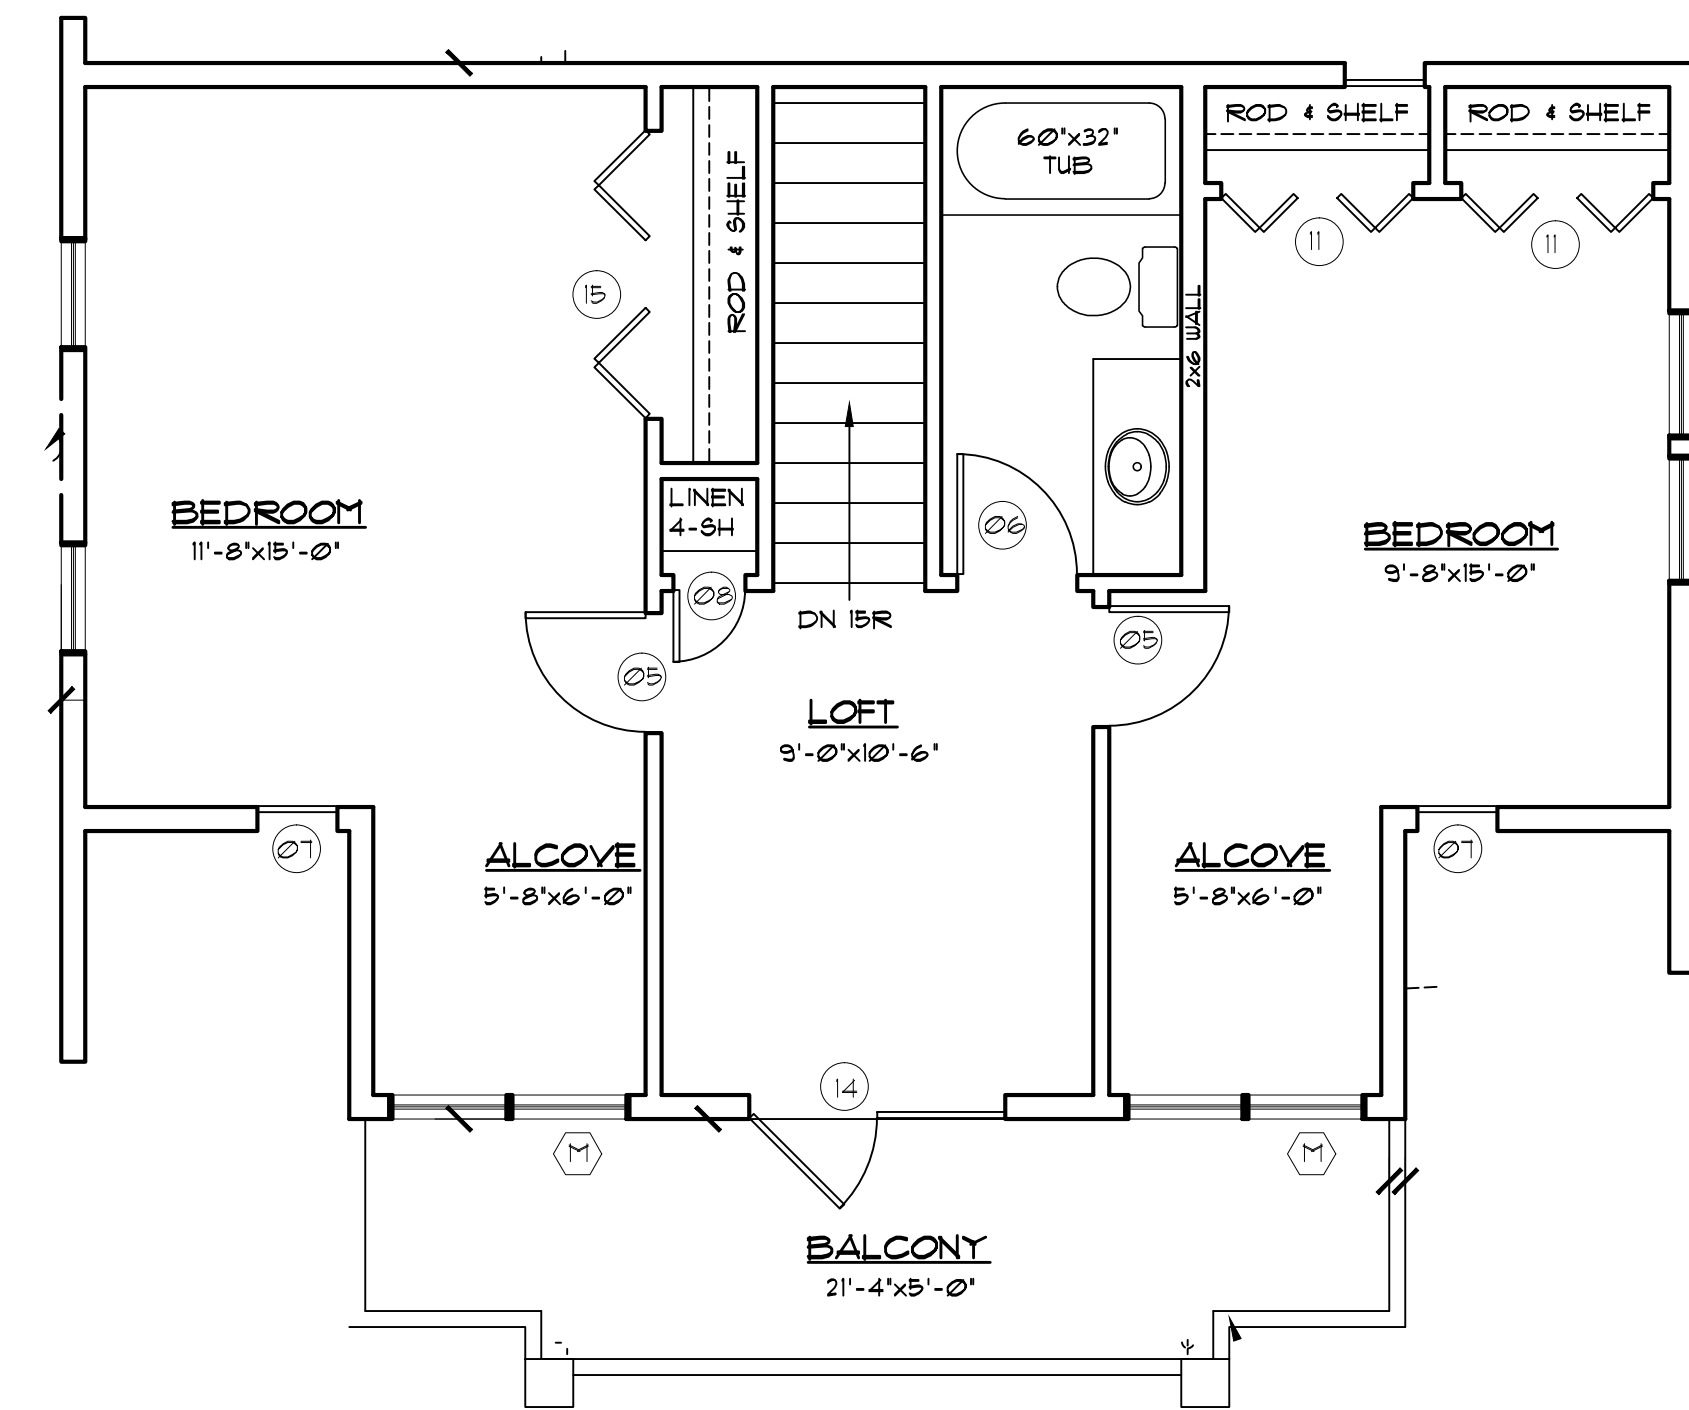 ROD & SHELF
ROD & SHELF
60"x32"
TUB
ROD & SHELF
11
11
15
2x6 WALL
LINEN
4-SH
BEDROOM
11'-8"x15'-0"
06
BEDROOM
9'-8"x15'-0"
08
DN 15R
05
05
LOFT
9'-0"x10'-6"
07
ALCOVE
5'-8"x6'-0"
ALCOVE
5'-8"x6'-0"
07
14
M
M
BALCONY
21'-4"x5'-0"